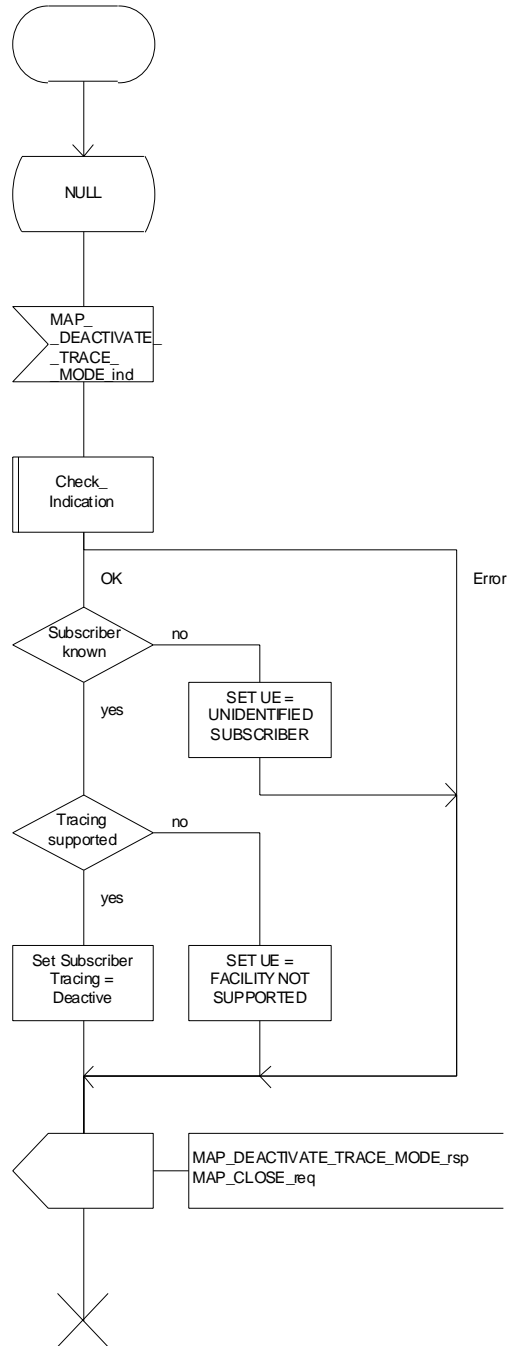 NULL
MAP_
_DEACTIVATE_
_TRACE_
_MODE_ind
Check_
Indication
OK
Error
Subscriber
known
no
yes
SET UE =
UNIDENTIFIED
SUBSCRIBER
Tracing
supported
no
yes
Set Subscriber
Tracing =
Deactive
SET UE =
FACILITY NOT
SUPPORTED
MAP_DEACTIVATE_TRACE_MODE_rsp
MAP_CLOSE_req